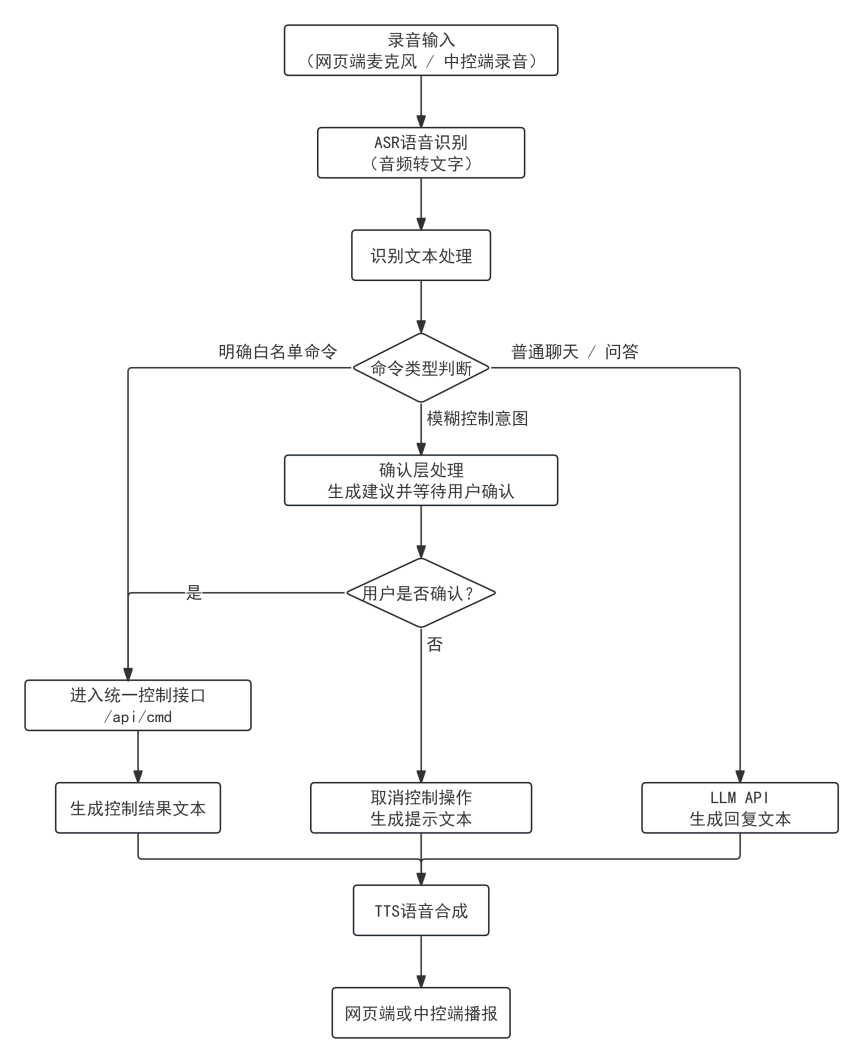 录音输入
（网页端麦克风 / 中控端录音）
ASR语音识别
（音频转文字）
识别文本处理
明确白名单命令
命令类型判断
普通聊天 / 问答
模糊控制意图
确认层处理
生成建议并等待用户确认
是
用户是否确认？
否
进入统一控制接口
/api/cmd
生成控制结果文本
取消控制操作
生成提示文本
LLM API
生成回复文本
TTS语音合成
网页端或中控端播报